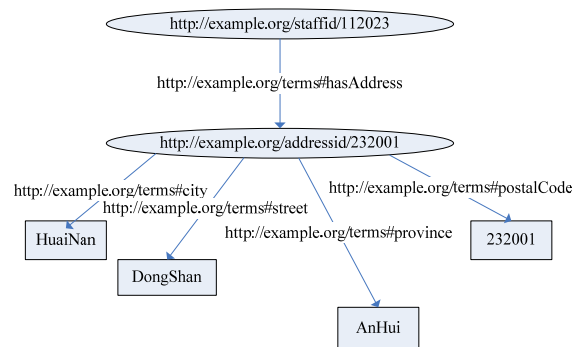 http://example.org/staffid/112023
http://example.org/terms#hasAddress
http://example.org/addressid/232001
http://example.org/terms#city
http://example.org/terms#postalCode
http://example.org/terms#street
http://example.org/terms#province
HuaiNan
232001
DongShan
AnHui